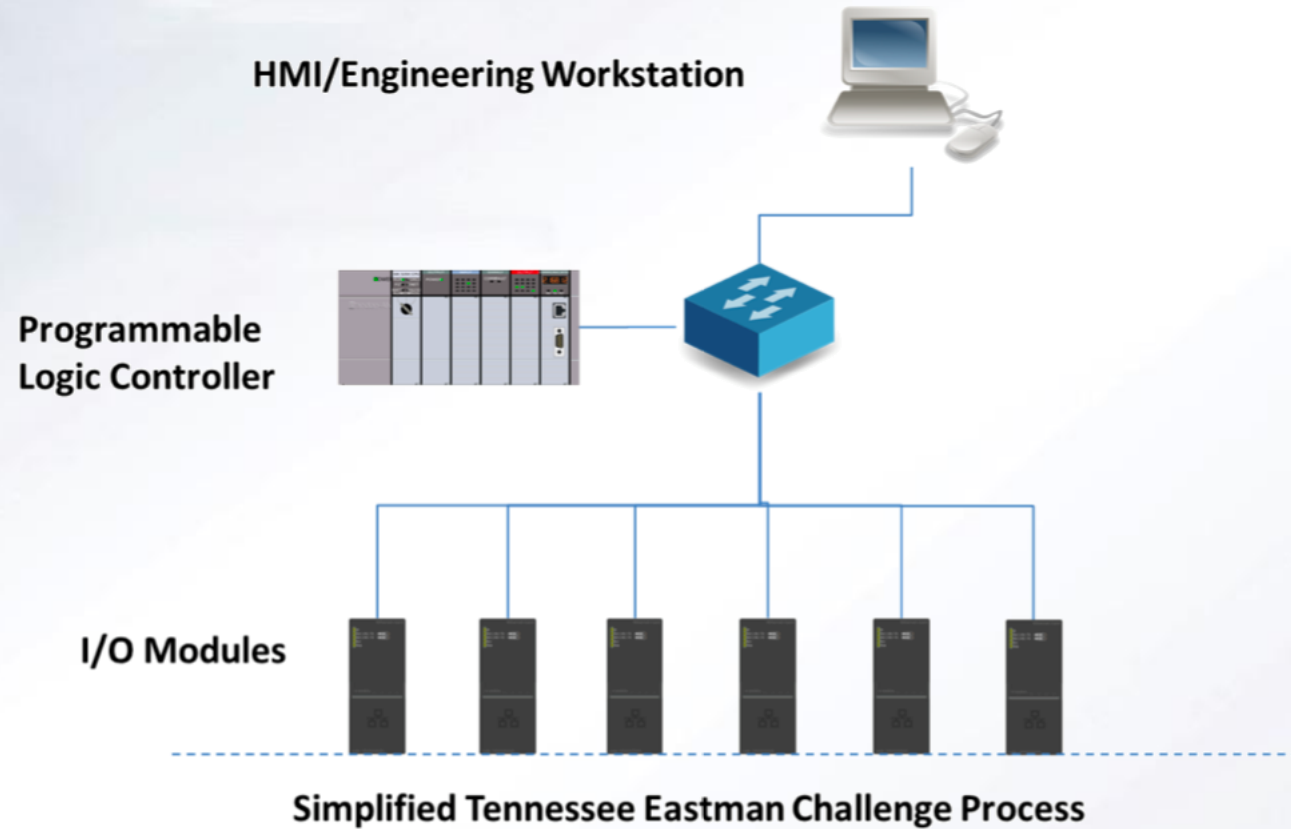 HMI/Engineering Workstation
Programmable
Logic Controller
I/O Modules
Simplified Tennessee Eastman Challenge Process